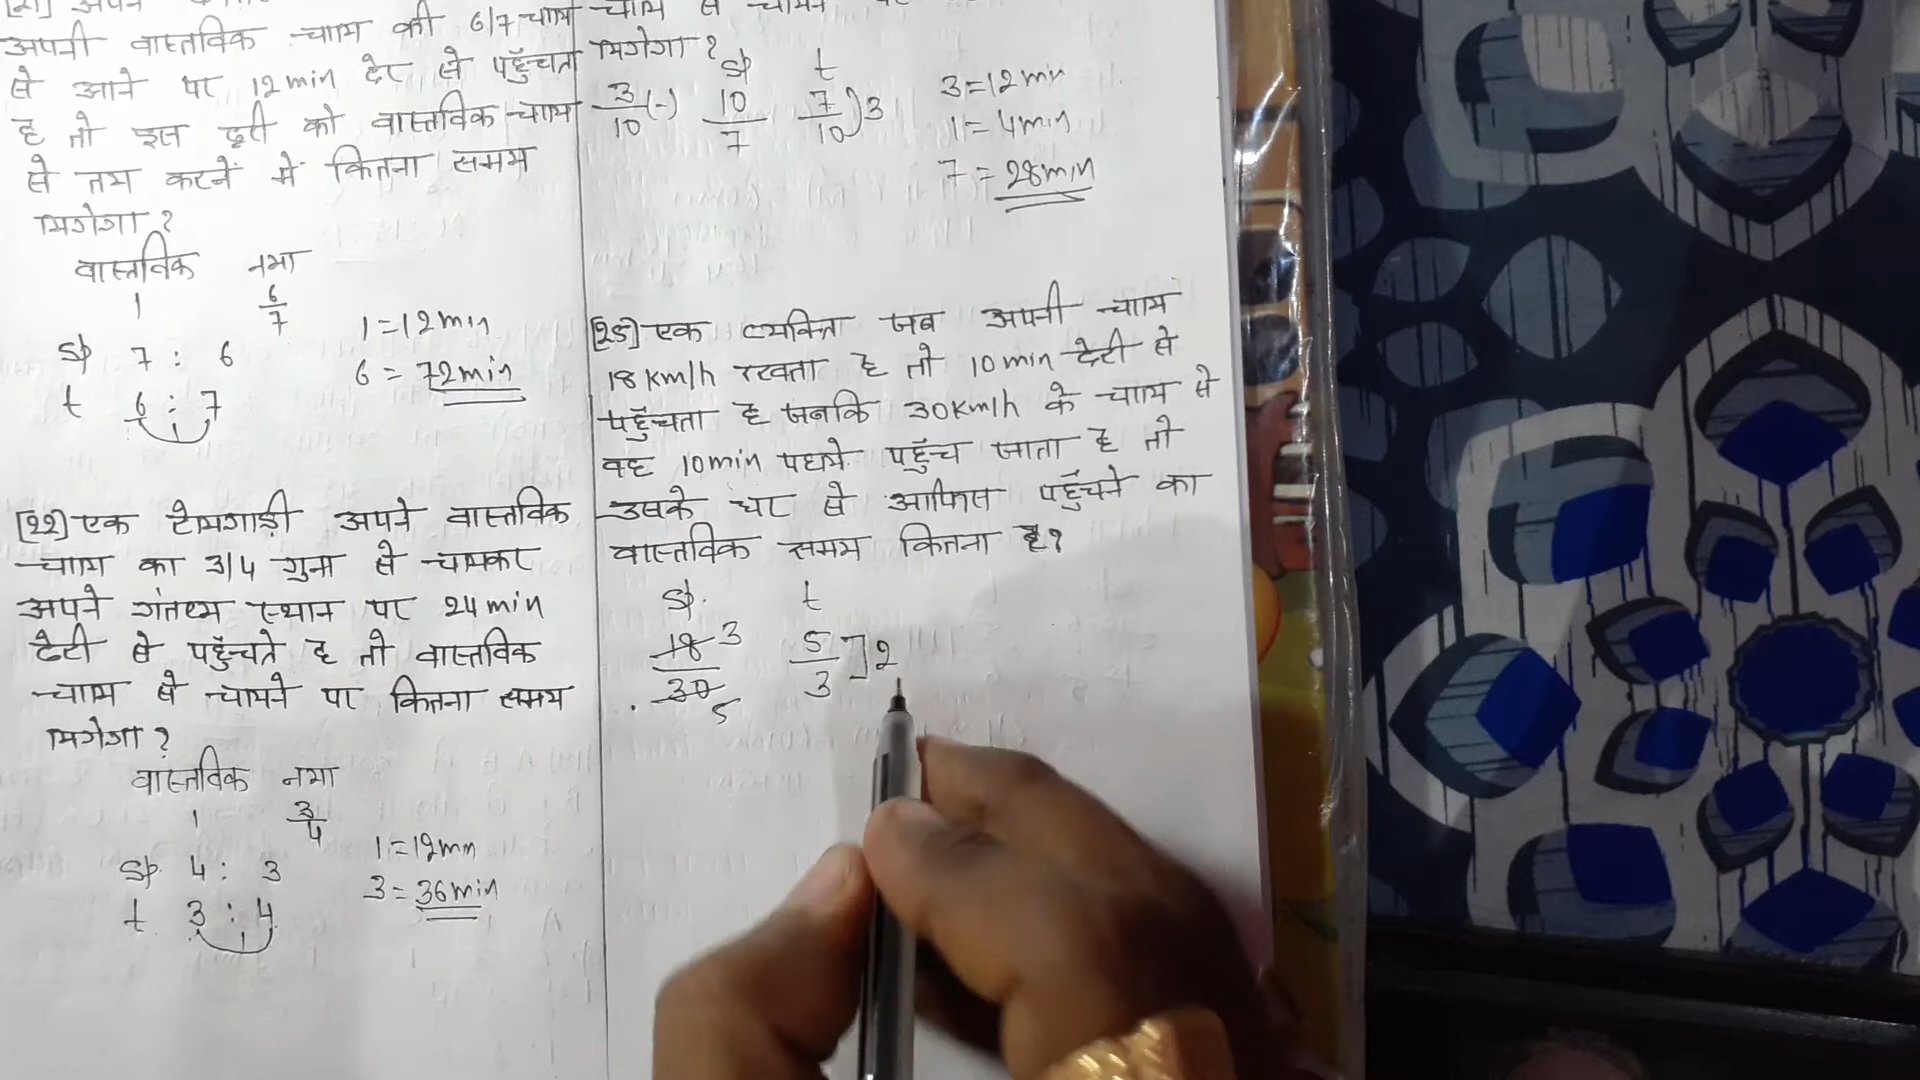 अपनी वास्तविक चाल की 6/7 चाल
से आने पर 12 min देर से पहुँचता
है तो इस दूरी को वास्तविक चाल
से तय करने में कितना समय
लगेगा ?
वास्तविक नया
1 6/7
Sp 7 : 6
t 6 : 7
1
1 = 12 min
6 = 72 min
[22] एक रेलगाड़ी अपने वास्तविक
चाल का 3/4 गुना से चलकर
अपने गंतव्य स्थान पर 24 min
देरी से पहुँचते है तो वास्तविक
चाल से चलने पर कितना समय
लगेगा ?
वास्तविक नया
1 3/4
Sp. 4 : 3
t 3 : 4
1
1 = 12 mn
3 = 36 min
लगेगा ?
Sp t
3/10 (-) 10/7 7/10 ) 3
3 = 12 min
1 = 4 min
7 = 28 min
[25] एक व्यक्ति जब अपनी चाल
18 Km/h रखता है तो 10 min देरी से
पहुँचता है जबकि 30 Km/h के चाल से
वह 10 min पहले पहुँच जाता है तो
उसके घर से आफिस पहुँचने का
वास्तविक समय कितना है ?
Sp. t
18 3 5
30 5 3 ] 2